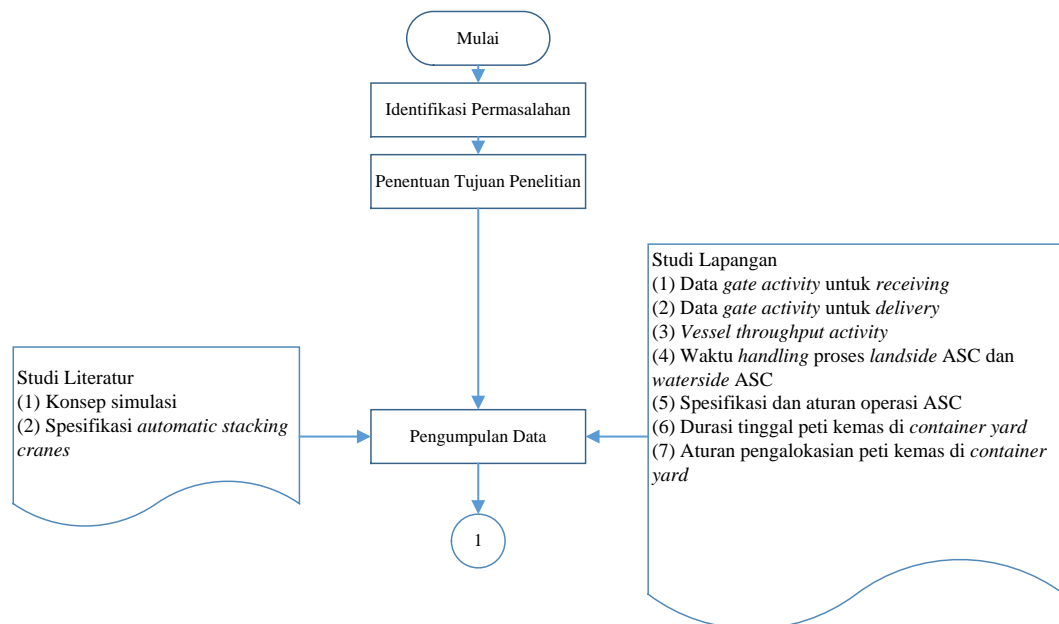 Mulai
Identifikasi Permasalahan
Penentuan Tujuan Penelitian
Studi Lapangan
(1) Data gate activity untuk receiving
(2) Data gate activity untuk delivery
(3) Vessel throughput activity
(4) Waktu handling proses landside ASC dan
waterside ASC
(5) Spesifikasi dan aturan operasi ASC
(6) Durasi tinggal peti kemas di container yard
(7) Aturan pengalokasian peti kemas di container
yard
Studi Literatur
(1) Konsep simulasi
(2) Spesifikasi automatic stacking
cranes
Pengumpulan Data
1